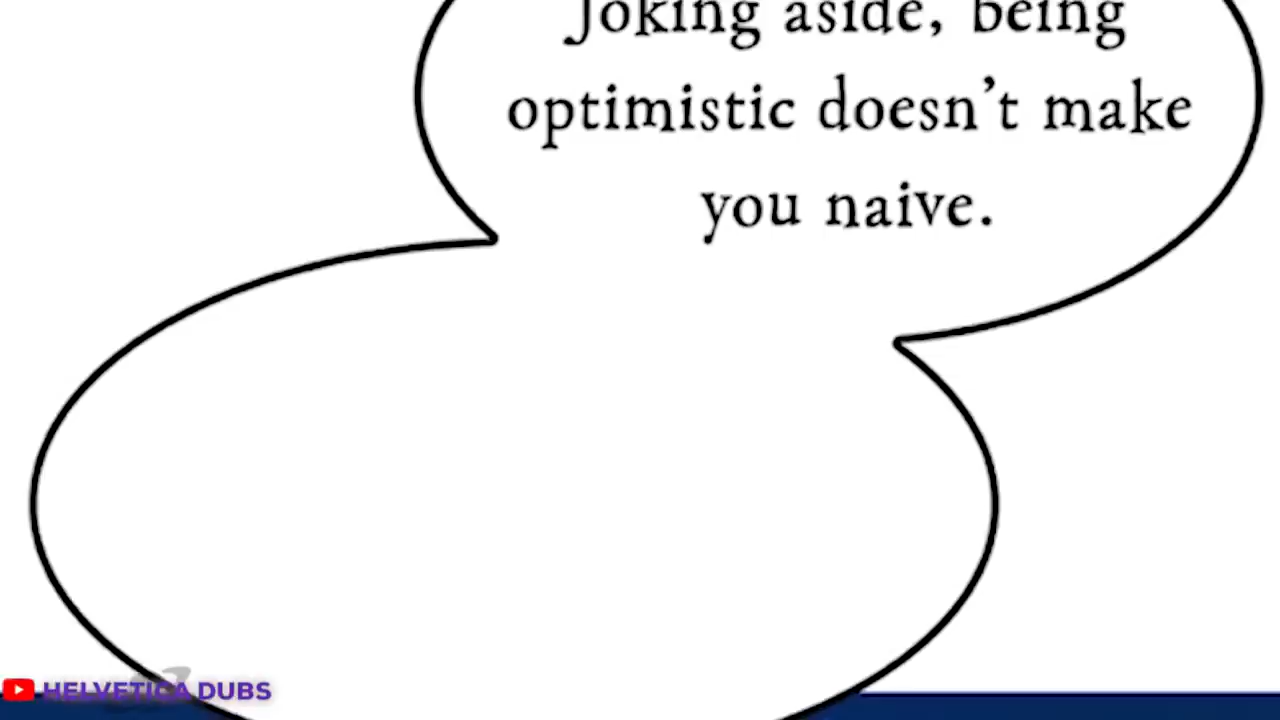 Joking aside, being
optimistic doesn't make
you naive.
HELVETICA DUBS